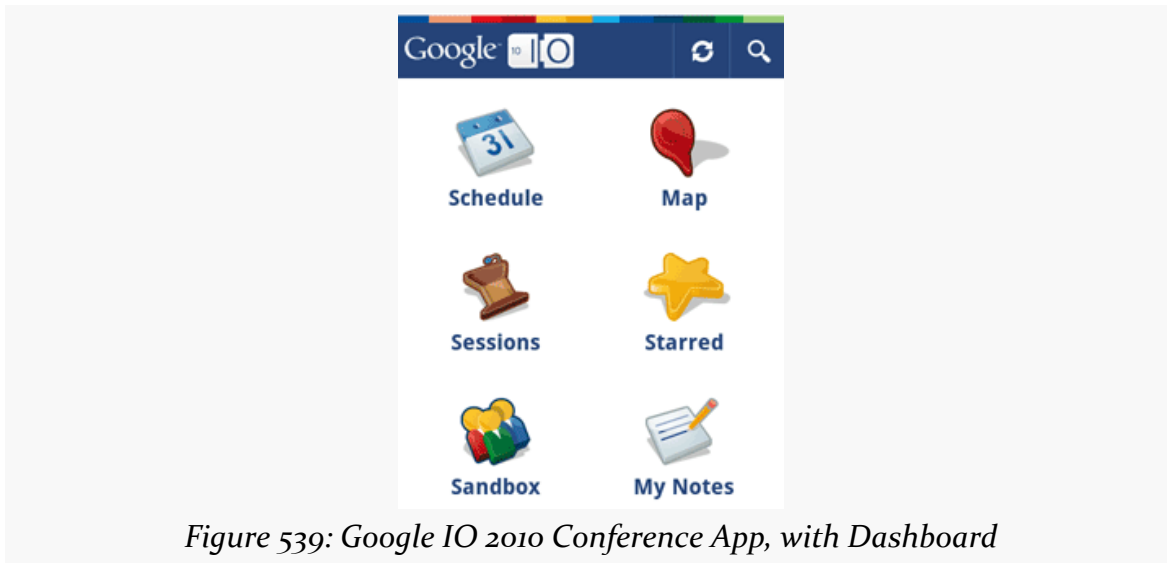 Google 10 IO
31
Schedule Map
Sessions Starred
Sandbox My Notes
Figure 539: Google IO 2010 Conference App, with Dashboard